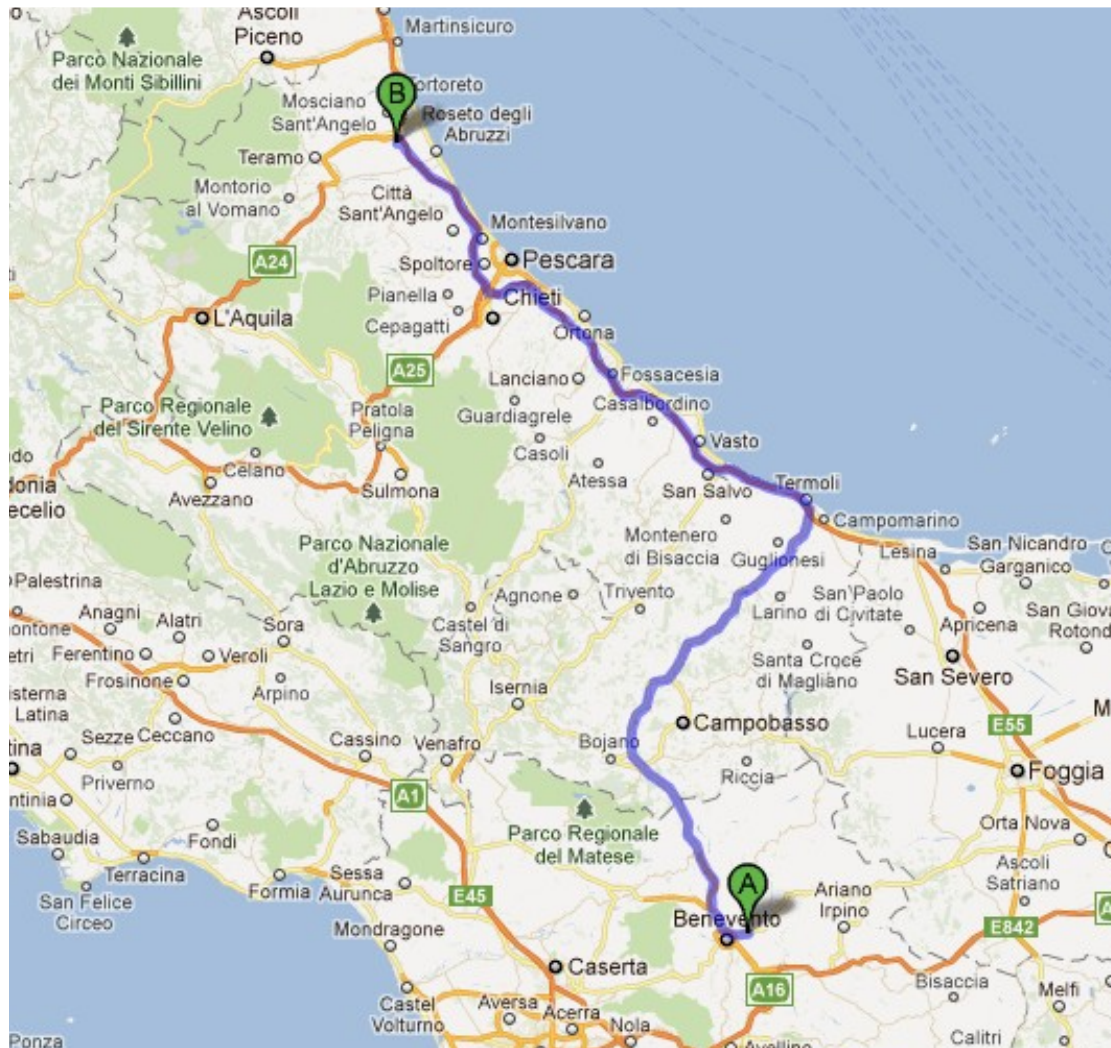 Ascoli
Piceno
Martinsicuro
Parco Nazionale
dei Monti Sibillini
B
Tortoreto
Mosciano
Sant'Angelo
Roseto degli
Abruzzi
Teramo
Montorio
al Vomano
Città
Sant'Angelo
Montesilvano
A24
Spoltore
Pescara
Pianella
Chieti
L'Aquila
Cepagatti
Ortona
A25
Lanciano
Fossacesia
Parco Regionale
del Sirente Velino
Pratola
Peligna
Guardiagrele
Casalbordino
Casoli
Vasto
Celano
Atessa
Avezzano
Sulmona
San Salvo
Termoli
Campomarino
Montenero
di Bisaccia
Guglionesi
Parco Nazionale
d'Abruzzo
Lazio e Molise
Lesina
San Nicandro
Garganico
Palestrina
Agnone
Trivento
Larino
San Paolo
di Civitate
Anagni
Alatri
Sora
Castel di
Sangro
Apricena
San Giova
Rotond
Ferentino
Veroli
Santa Croce
di Magliano
San Severo
Frosinone
Arpino
Isernia
Latina
Ceccano
Campobasso
E55
Sezze
Cassino
Venafro
Bojano
Lucera
Priverno
Riccia
Foggia
A1
Sabaudia
Fondi
Parco Regionale
del Matese
Orta Nova
Terracina
Formia
Sessa
Aurunca
E45
A
Ariano
Irpino
Ascoli
Satriano
San Felice
Circeo
Benevento
E842
Mondragone
Caserta
A16
Bisaccia
Melfi
Castel
Volturno
Aversa
Acerra
Nola
Avellino
Calitri
Ponza